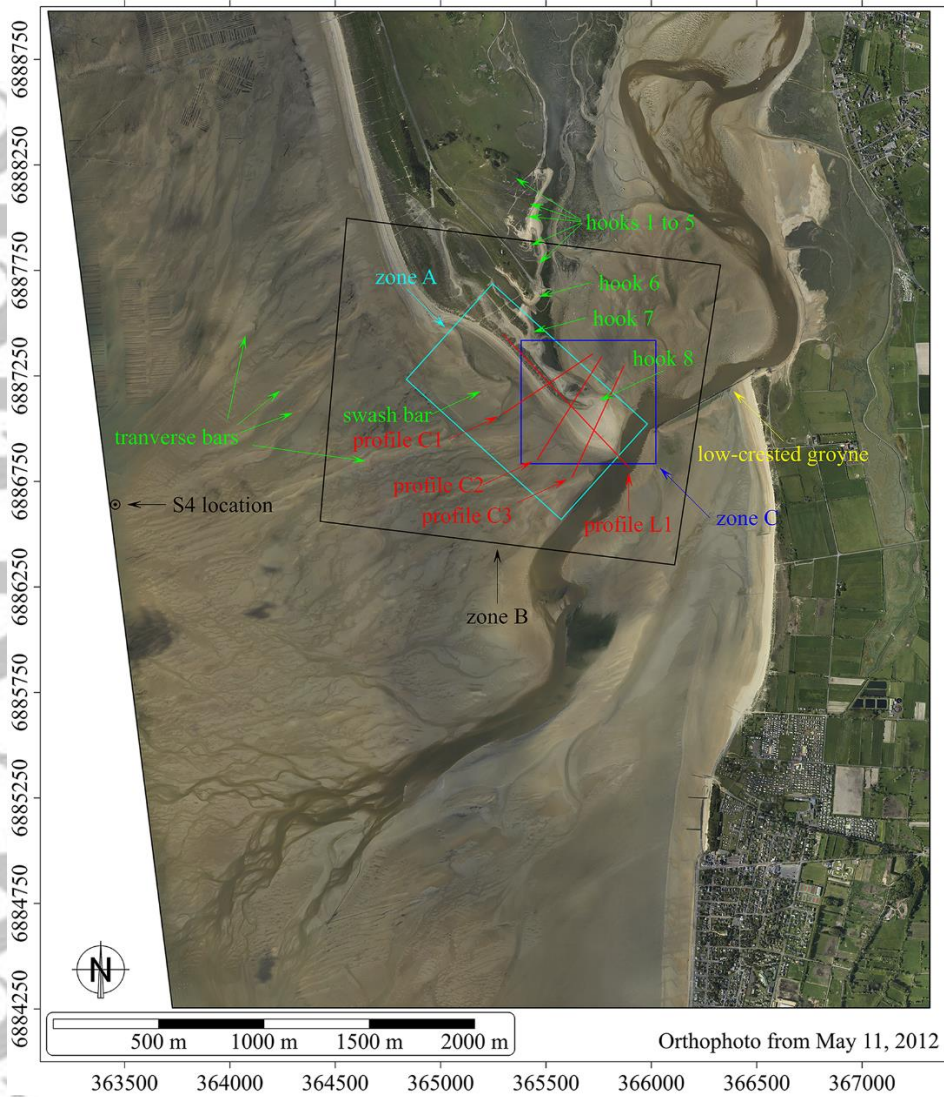 6888750
6888250
6887750
6887250
6886750
6886250
6885750
6885250
6884750
6884250
hooks 1 to 5
zone A
hook 6
hook 7
hook 8
swash bar
tranverse bars
profile C1
low-crested groyne
profile C2
S4 location
profile C3
profile L1
zone C
zone B
N
500 m 1000 m 1500 m 2000 m
Orthophoto from May 11, 2012
363500 364000 364500 365000 365500 366000 366500 367000